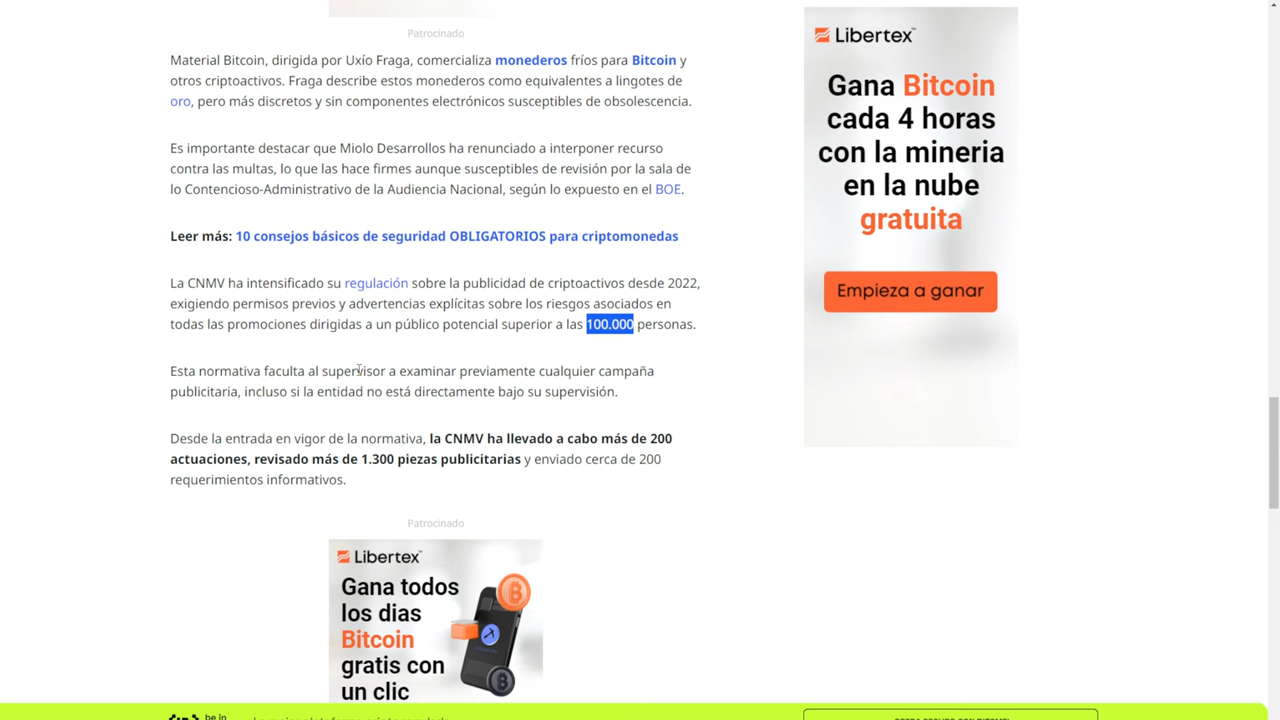 Patrocinado
Material Bitcoin, dirigida por Uxío Fraga, comercializa monederos fríos para Bitcoin y
otros criptoactivos. Fraga describe estos monederos como equivalentes a lingotes de
oro, pero más discretos y sin componentes electrónicos susceptibles de obsolescencia.
Es importante destacar que Miolo Desarrollos ha renunciado a interponer recurso
contra las multas, lo que las hace firmes aunque susceptibles de revisión por la sala de
lo Contencioso-Administrativo de la Audiencia Nacional, según lo expuesto en el BOE.
Leer más: 10 consejos básicos de seguridad OBLIGATORIOS para criptomonedas
La CNMV ha intensificado su regulación sobre la publicidad de criptoactivos desde 2022,
exigiendo permisos previos y advertencias explícitas sobre los riesgos asociados en
todas las promociones dirigidas a un público potencial superior a las 100.000 personas.
Esta normativa faculta al supervisor a examinar previamente cualquier campaña
publicitaria, incluso si la entidad no está directamente bajo su supervisión.
Desde la entrada en vigor de la normativa, la CNMV ha llevado a cabo más de 200
actuaciones, revisado más de 1.300 piezas publicitarias y enviado cerca de 200
requerimientos informativos.
Patrocinado
Libertex
Gana todos
los dias
Bitcoin
gratis con
un clic
Libertex
Gana Bitcoin
cada 4 horas
con la mineria
en la nube
gratuita
Empieza a ganar
be in